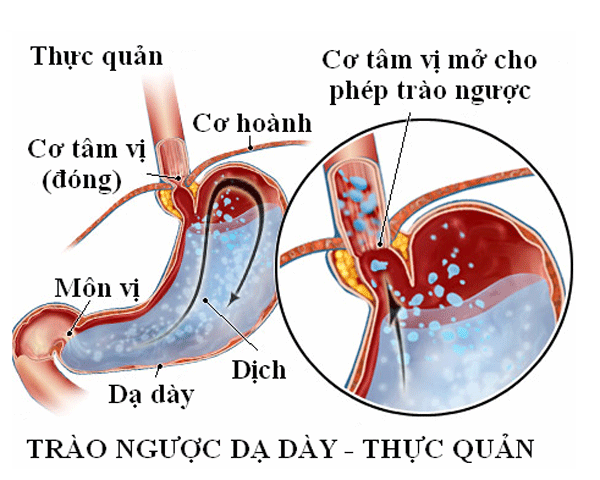 Thực quản
Cơ tâm vị mở cho
phép trào ngược
Cơ hoành
Cơ tâm vị
(đóng)
Môn vị
Dịch
Dạ dày
TRÀO NGƯỢC DẠ DÀY - THỰC QUẢN